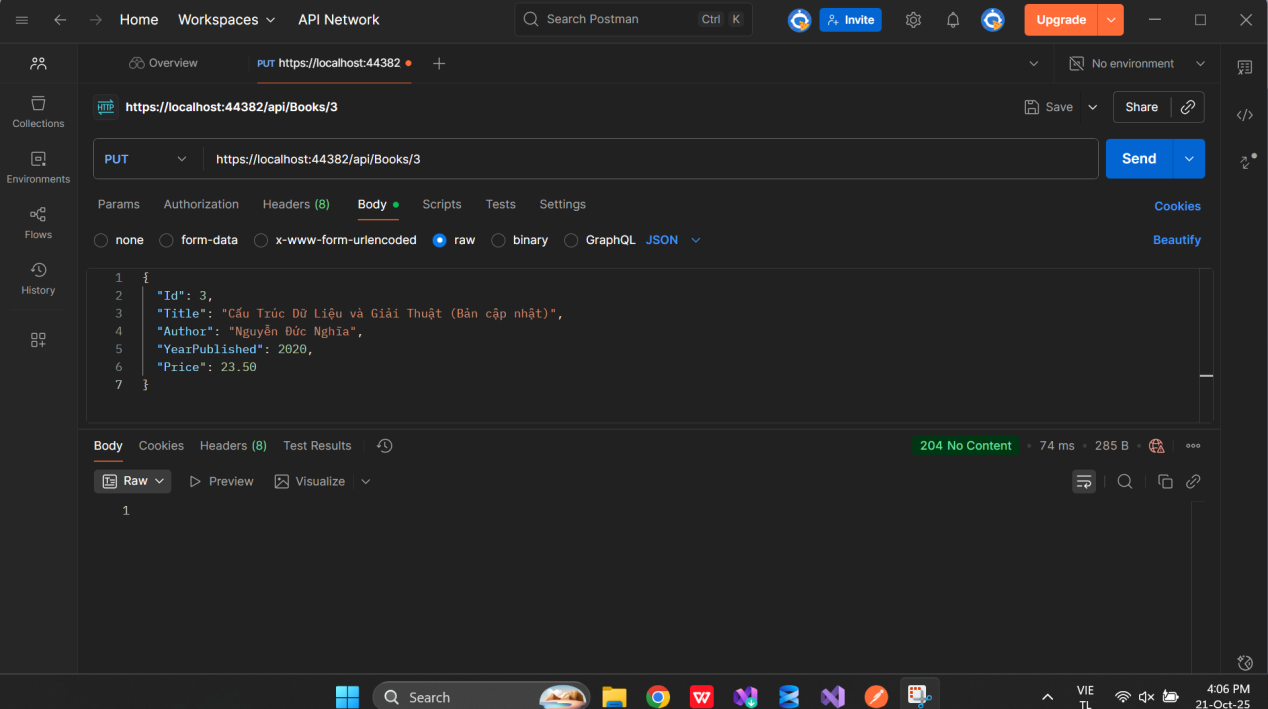 Home Workspaces API Network Search Postman Ctrl K Invite Upgrade
Overview PUT https://localhost:44382 No environment
HTTP https://localhost:44382/api/Books/3 Save Share
Collections
Environments
Flows
History
PUT https://localhost:44382/api/Books/3 Send
Params Authorization Headers (8) Body Scripts Tests Settings Cookies
none form-data x-www-form-urlencoded raw binary GraphQL JSON Beautify
1 {
2 "Id": 3,
3 "Title": "Cấu Trúc Dữ Liệu và Giải Thuật (Bản cập nhật)",
4 "Author": "Nguyễn Đức Nghĩa",
5 "YearPublished": 2020,
6 "Price": 23.50
7 }
Body Cookies Headers (8) Test Results 204 No Content 74 ms 285 B
Raw Preview Visualize
1
Search VIE 4:06 PM
TL 21-Oct-25